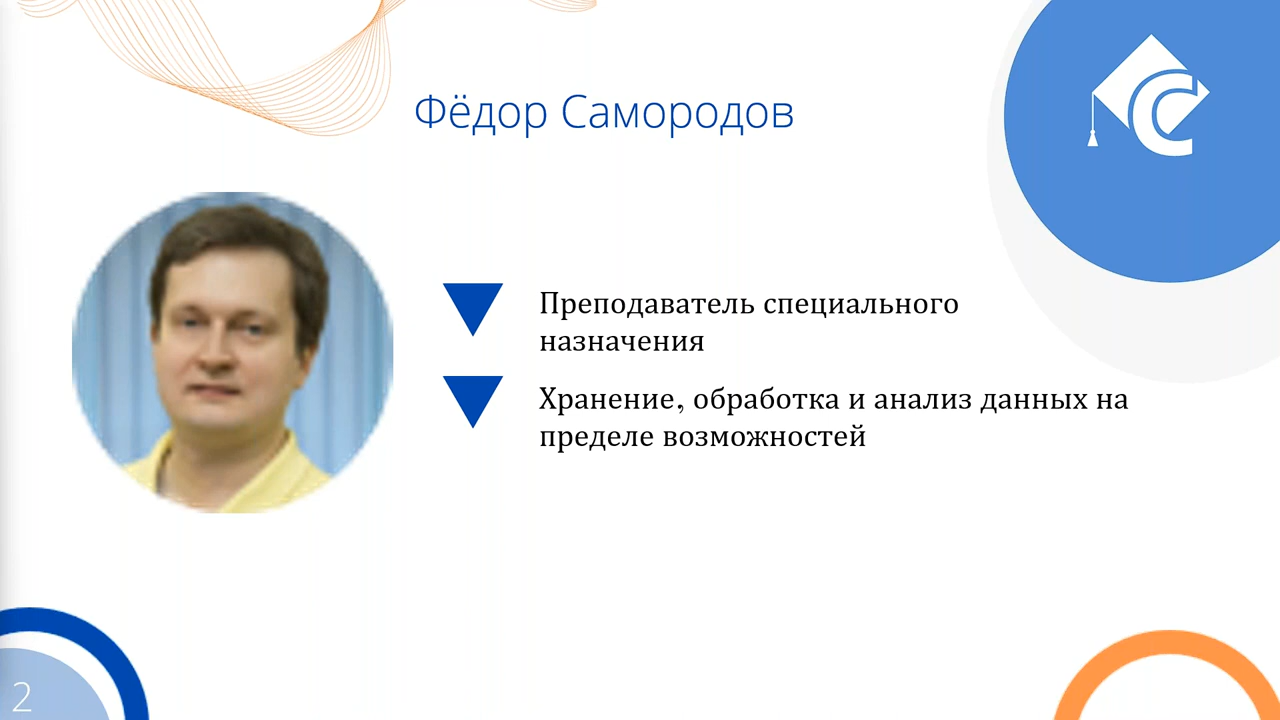 Фёдор Самородов
Преподаватель специального
назначения
Хранение, обработка и анализ данных на
пределе возможностей
2